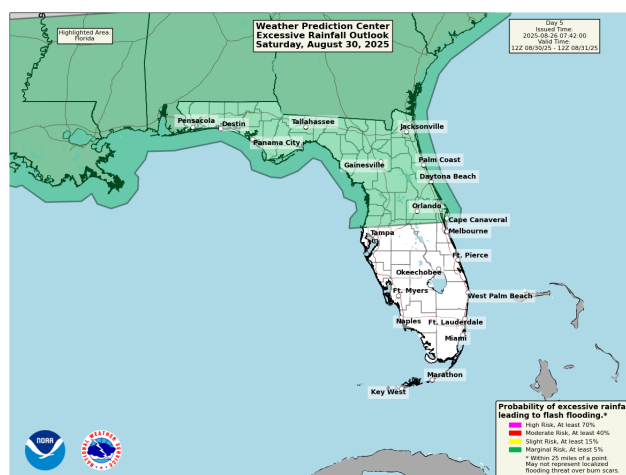 Weather Prediction Center
Excessive Rainfall Outlook
Saturday, August 30, 2025
Highlighted Area:
Florida
Day 5
Issued Time:
2025-08-26 07:42:00
Valid Time:
12Z 08/30/25 - 12Z 08/31/25
Pensacola
Destin
Tallahassee
Jacksonville
Panama City
Gainesville
Palm Coast
Daytona Beach
Orlando
Cape Canaveral
Melbourne
Tampa
Ft. Pierce
Okeechobee
Ft. Myers
West Palm Beach
Naples
Ft. Lauderdale
Miami
Marathon
Key West
Probability of excessive rainfa
leading to flash flooding.*
High Risk, At least 70%
Moderate Risk, At least 40%
Slight Risk, At least 15%
Marginal Risk, At least 5%
* Within 25 miles of a point.
May not represent localized
flooding threat over burn scars.
NOAA
NATIONAL WEATHER SERVICE